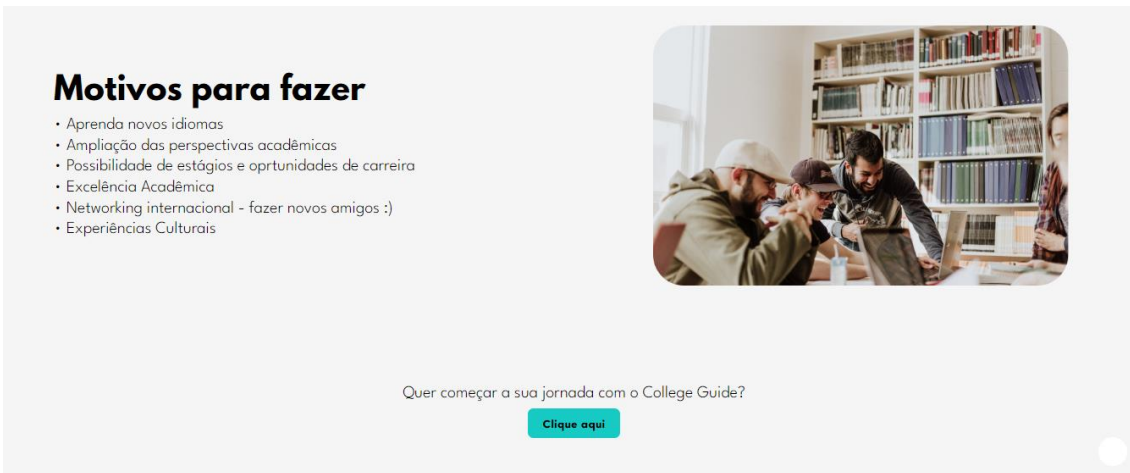 Motivos para fazer
• Aprenda novos idiomas
• Ampliação das perspectivas acadêmicas
• Possibilidade de estágios e oprtunidades de carreira
• Excelência Acadêmica
• Networking internacional - fazer novos amigos :)
• Experiências Culturais
Quer começar a sua jornada com o College Guide?
Clique aqui